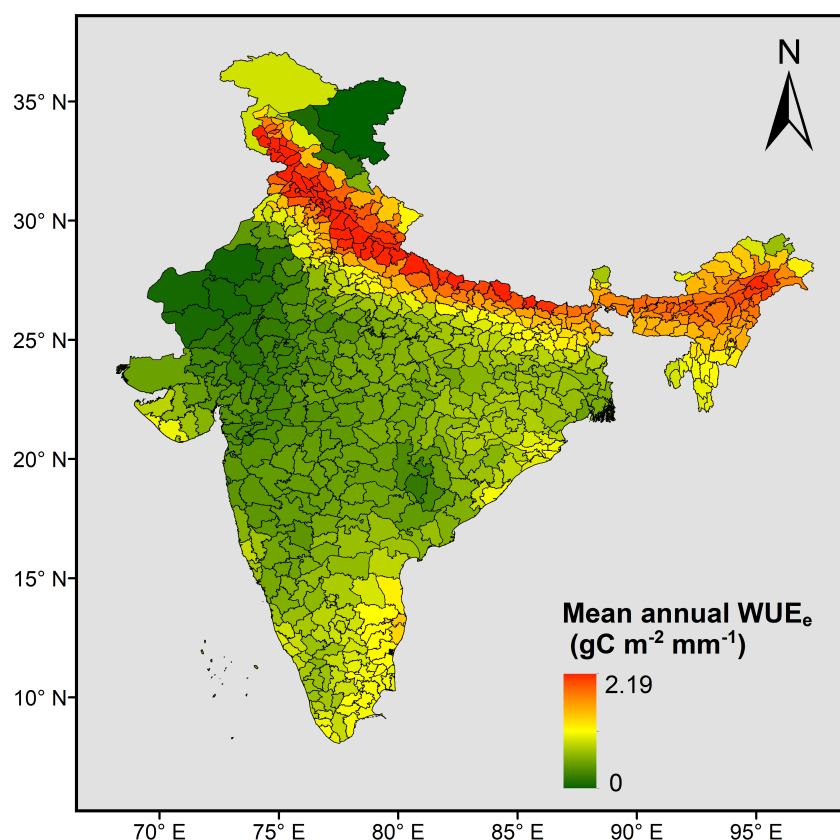 N
35° N
30° N
25° N
20° N
15° N
10° N
Mean annual WUEₑ
(gC m⁻² mm⁻¹)
2.19
0
70° E
75° E
80° E
85° E
90° E
95° E